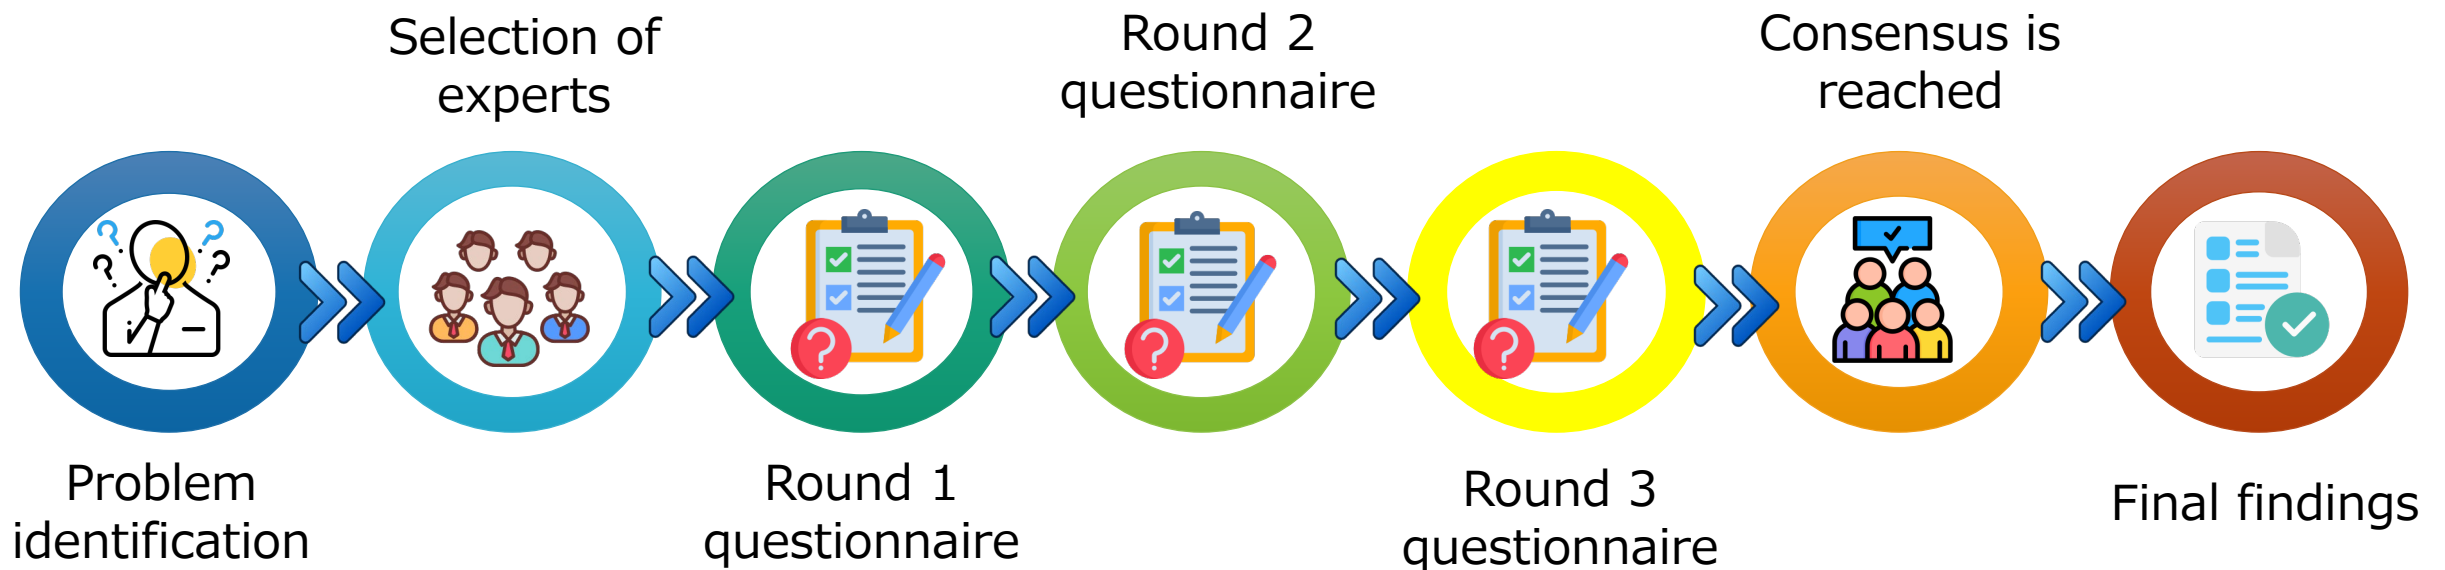 Problem
identification
Selection of
experts
Round 1
questionnaire
Round 2
questionnaire
Round 3
questionnaire
Consensus is
reached
Final findings